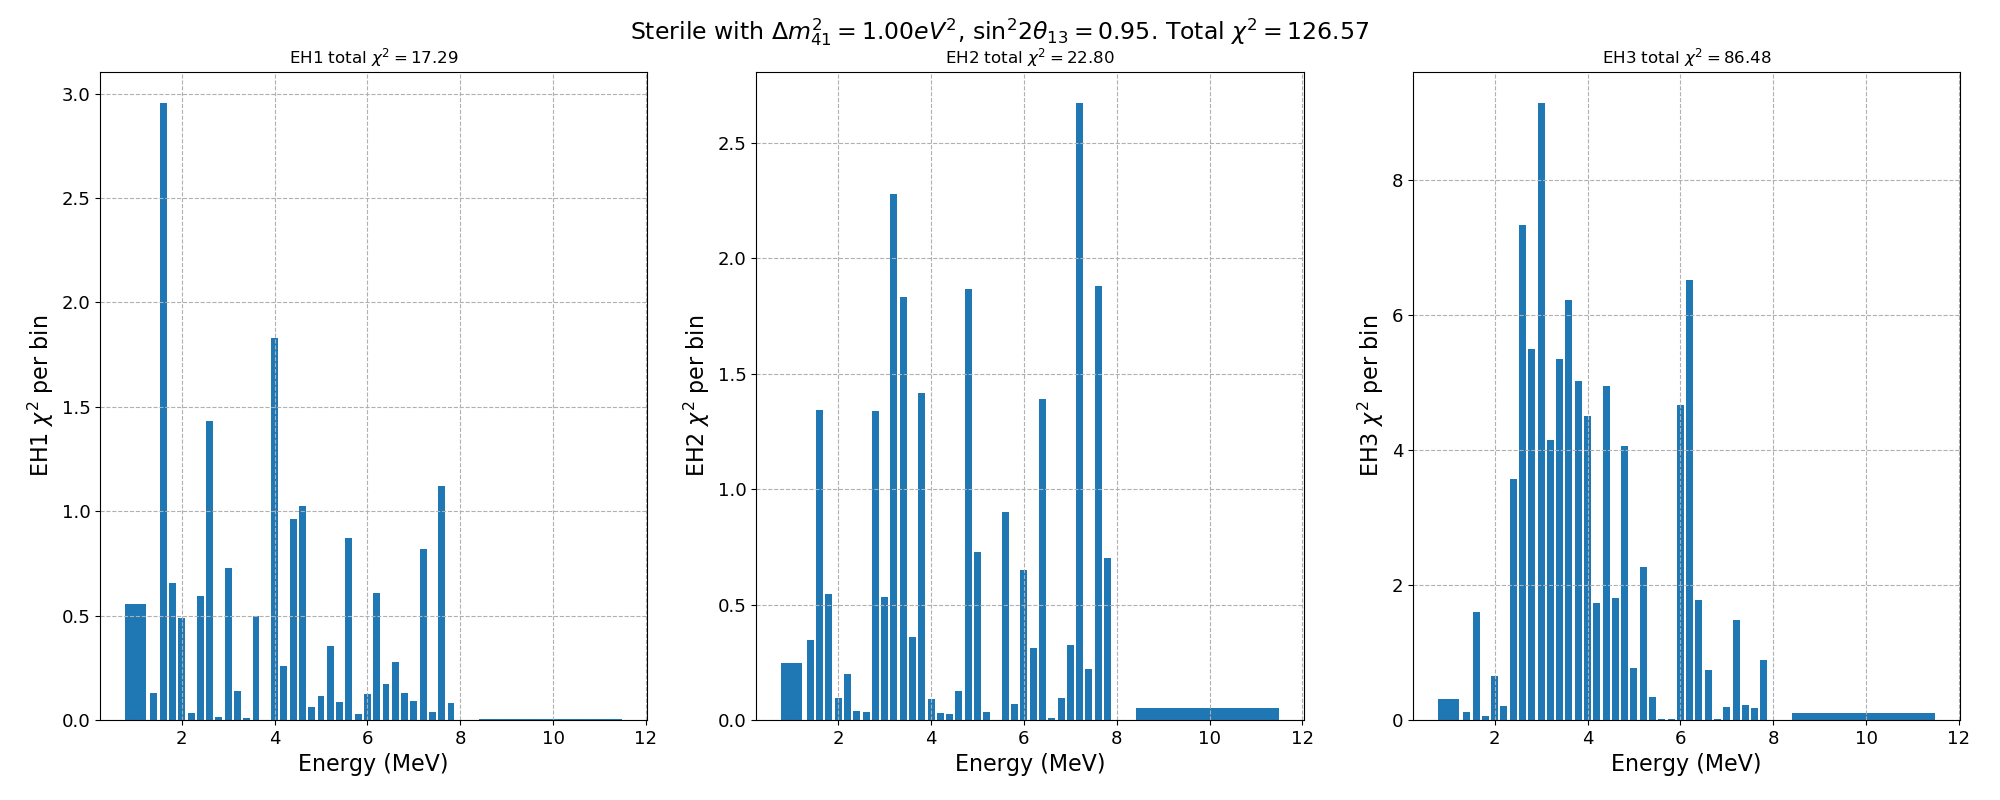 Sterile with Δm²₄₁ = 1.00eV², sin²2θ₁₃ = 0.95. Total χ² = 126.57
EH1 total χ² = 17.29
EH1 χ² per bin
3.0
2.5
2.0
1.5
1.0
0.5
0.0
2 4 6 8 10 12
Energy (MeV)
EH2 total χ² = 22.80
EH2 χ² per bin
2.5
2.0
1.5
1.0
0.5
0.0
2 4 6 8 10 12
Energy (MeV)
EH3 total χ² = 86.48
EH3 χ² per bin
8
6
4
2
0
2 4 6 8 10 12
Energy (MeV)